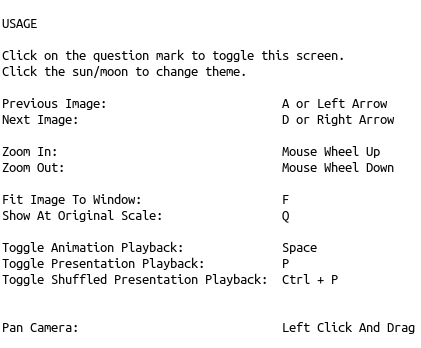 USAGE
Click on the question mark to toggle this screen.
Click the sun/moon to change theme.
Previous Image: A or Left Arrow
Next Image: D or Right Arrow
Zoom In: Mouse Wheel Up
Zoom Out: Mouse Wheel Down
Fit Image To Window: F
Show At Original Scale: Q
Toggle Animation Playback: Space
Toggle Presentation Playback: P
Toggle Shuffled Presentation Playback: Ctrl + P
Pan Camera: Left Click And Drag